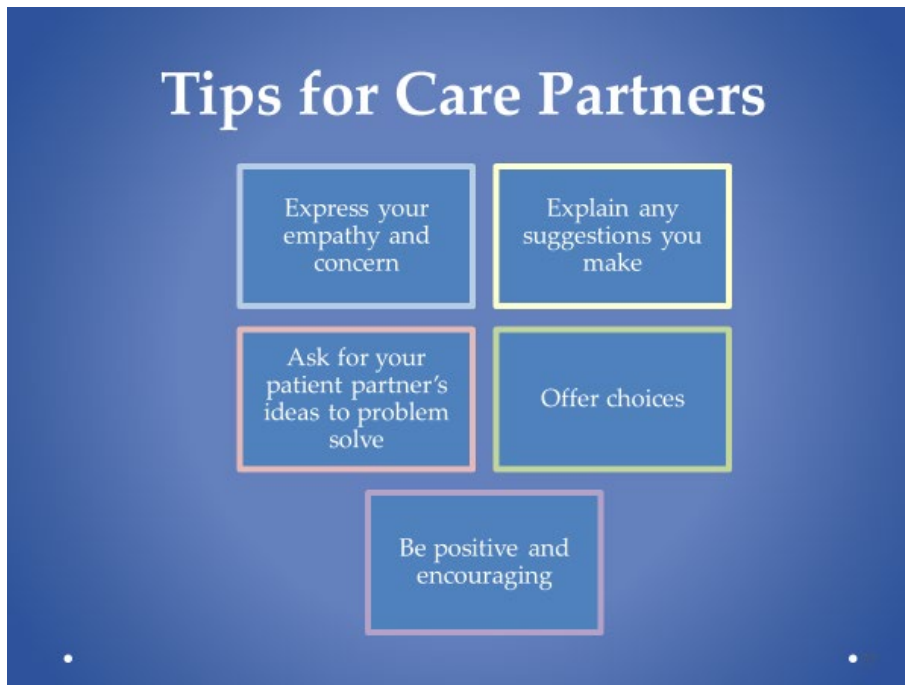 Tips for Care Partners
Express your
empathy and
concern
Explain any
suggestions you
make
Ask for your
patient partner’s
ideas to problem
solve
Offer choices
Be positive and
encouraging